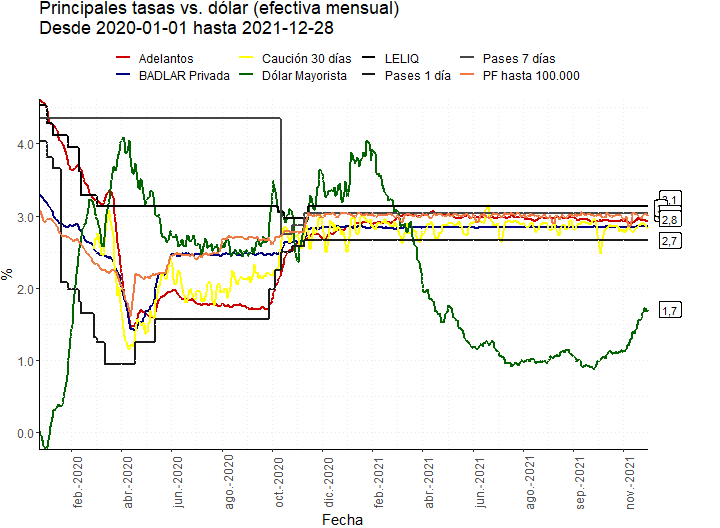 Principales tasas vs. dólar (efectiva mensual)
Desde 2020-01-01 hasta 2021-12-28
Adelantos Caución 30 días LELIQ Pases 7 días
BADLAR Privada Dólar Mayorista Pases 1 día PF hasta 100.000
4.0
3.0
2.0
1.0
0.0
%
3,1
2,8
2,7
1,7
feb.-2020
abr.-2020
jun.-2020
ago.-2020
oct.-2020
dic.-2020
feb.-2021
abr.-2021
jun.-2021
ago.-2021
sep.-2021
nov.-2021
Fecha